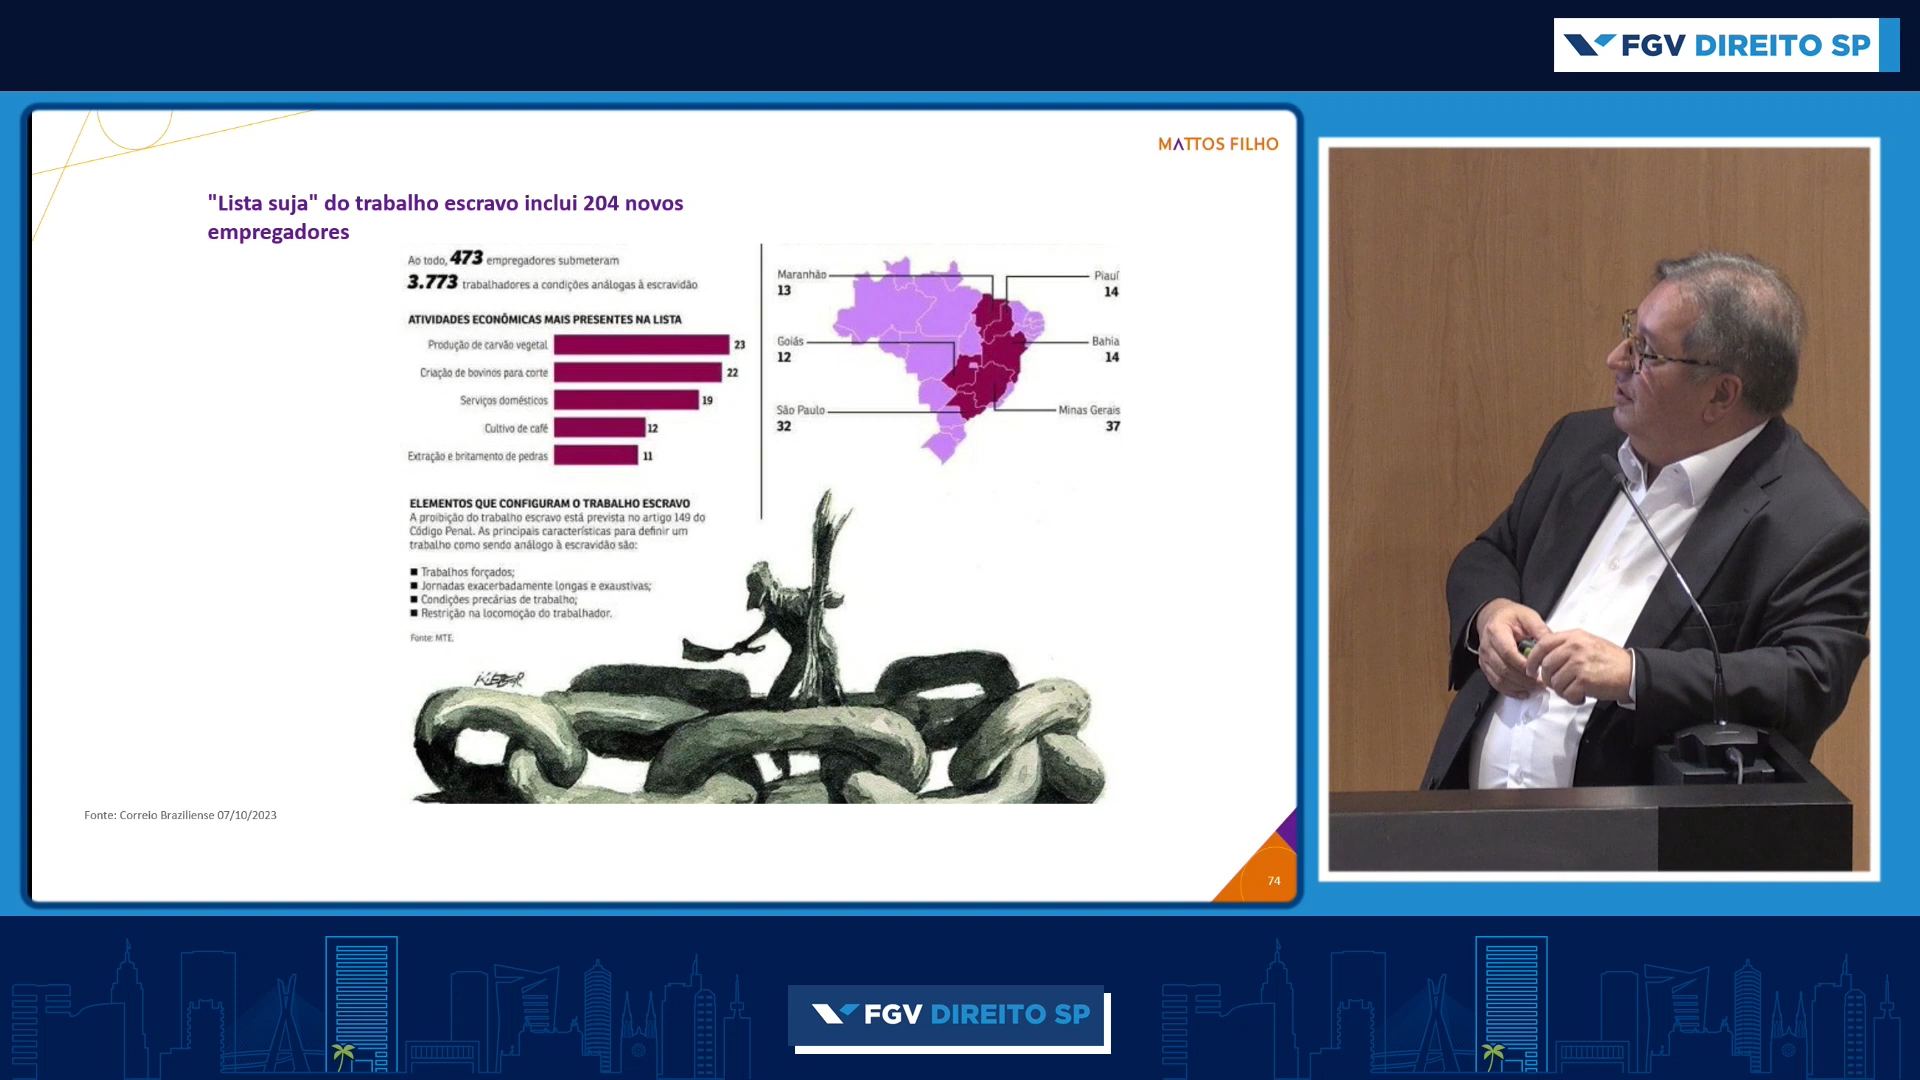 FGV DIREITO SP
MATTOS FILHO
"Lista suja" do trabalho escravo inclui 204 novos
empregadores
Ao todo, 473 empregadores submeteram
3.773 trabalhadores a condições análogas à escravidão
ATIVIDADES ECONÔMICAS MAIS PRESENTES NA LISTA
Produção de carvão vegetal 23
Criação de bovinos para corte 22
Serviços domésticos 19
Cultivo de café 12
Extração e britamento de pedras 11
Maranhão
13
Piauí
14
Goiás
12
Bahia
14
São Paulo
32
Minas Gerais
37
ELEMENTOS QUE CONFIGURAM O TRABALHO ESCRAVO
A proibição do trabalho escravo está prevista no artigo 149 do
Código Penal. As principais características para definir um
trabalho como sendo análogo à escravidão são:
■ Trabalhos forçados;
■ Jornadas exacerbadamente longas e exaustivas;
■ Condições precárias de trabalho;
■ Restrição na locomoção do trabalhador.
Fonte: MTE.
KLEBER
Fonte: Correio Braziliense 07/10/2023
74
FGV DIREITO SP